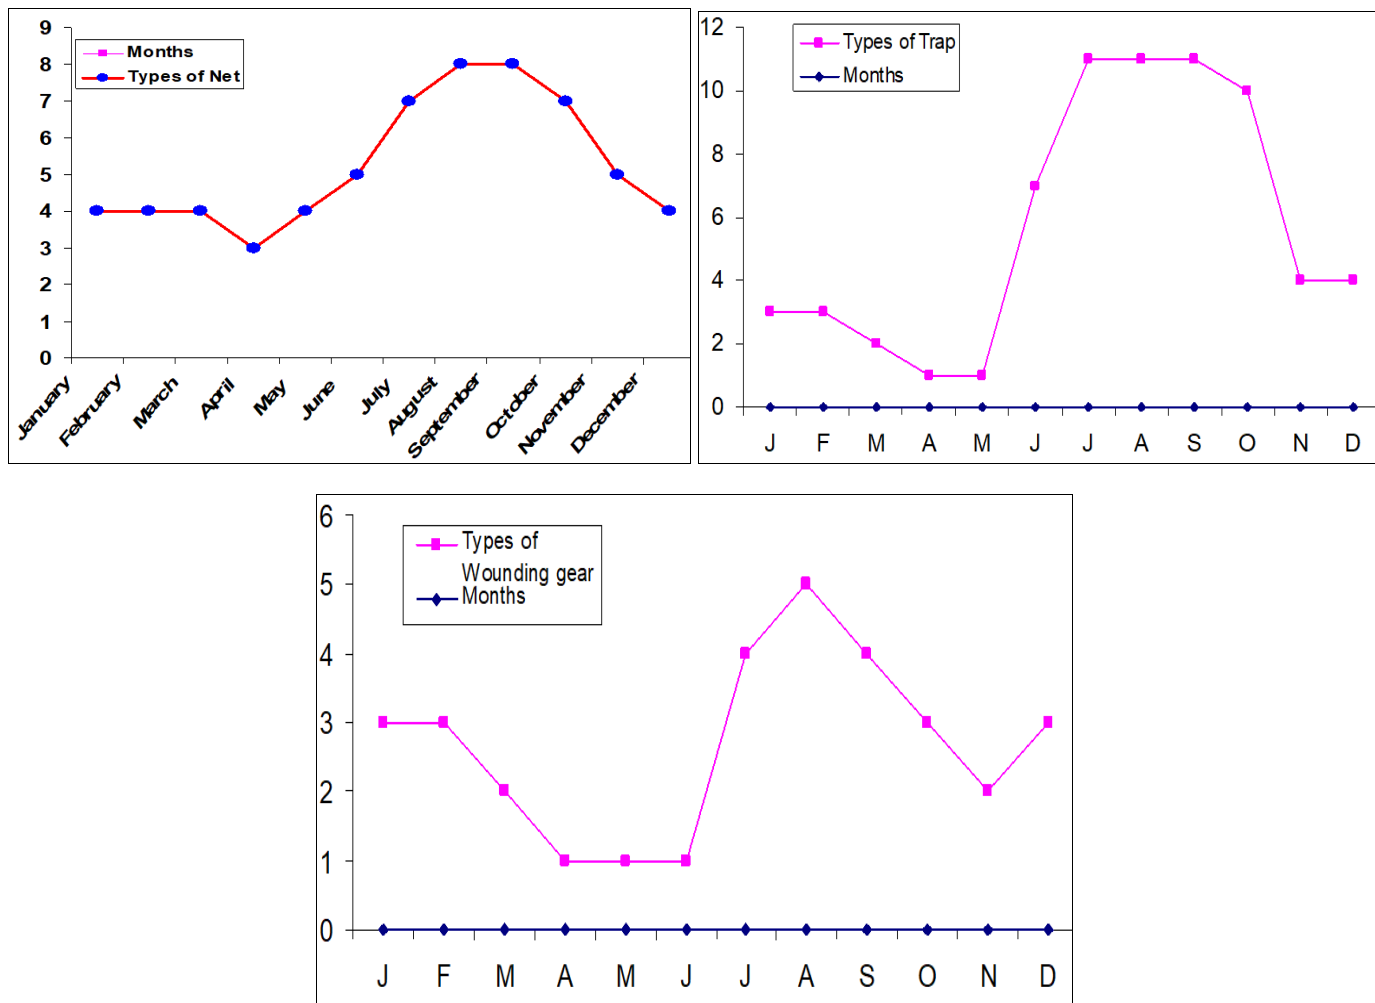 9
8
7
6
5
4
3
2
1
0
Months
Types of Net
January
February
March
April
May
June
July
August
September
October
November
December
12
10
8
6
4
2
0
Types of Trap
Months
J F M A M J J A S O N D
6
5
4
3
2
1
0
Types of
Wounding gear
Months
J F M A M J J A S O N D